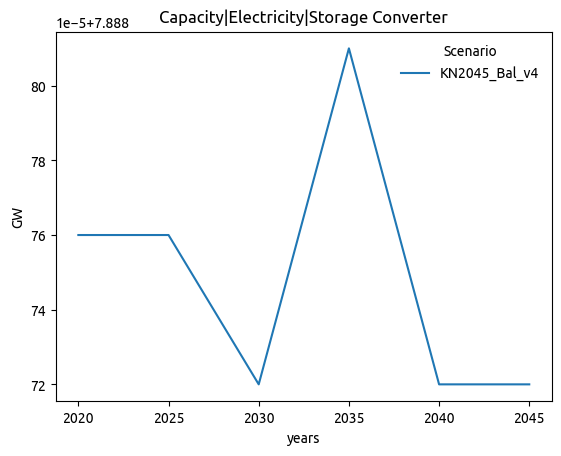 Capacity|Electricity|Storage Converter
1e−5+7.888
Scenario
KN2045_Bal_v4
80
78
76
74
72
GW
2020 2025 2030 2035 2040 2045
years